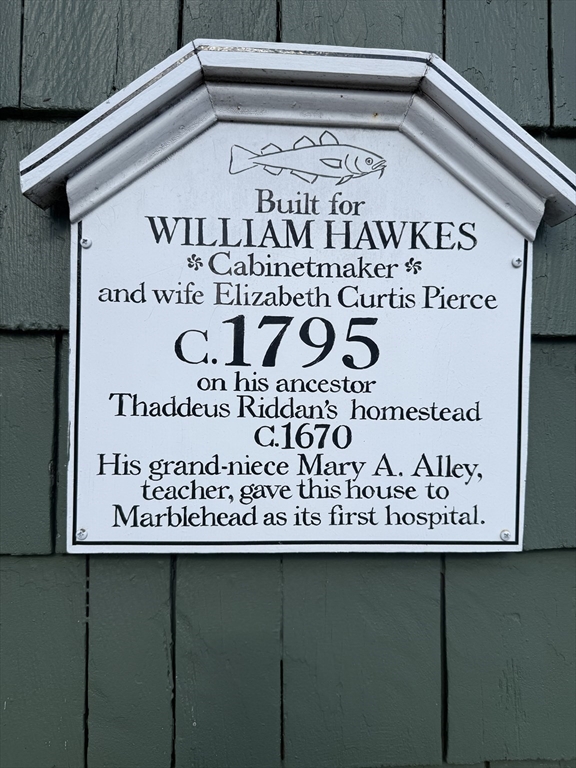 Built for
WILLIAM HAWKES
Cabinetmaker
and wife Elizabeth Curtis Pierce
C.1795
on his ancestor
Thaddeus Riddan's homestead
C.1670
His grand-niece Mary A. Alley,
teacher, gave this house to
Marblehead as its first hospital.